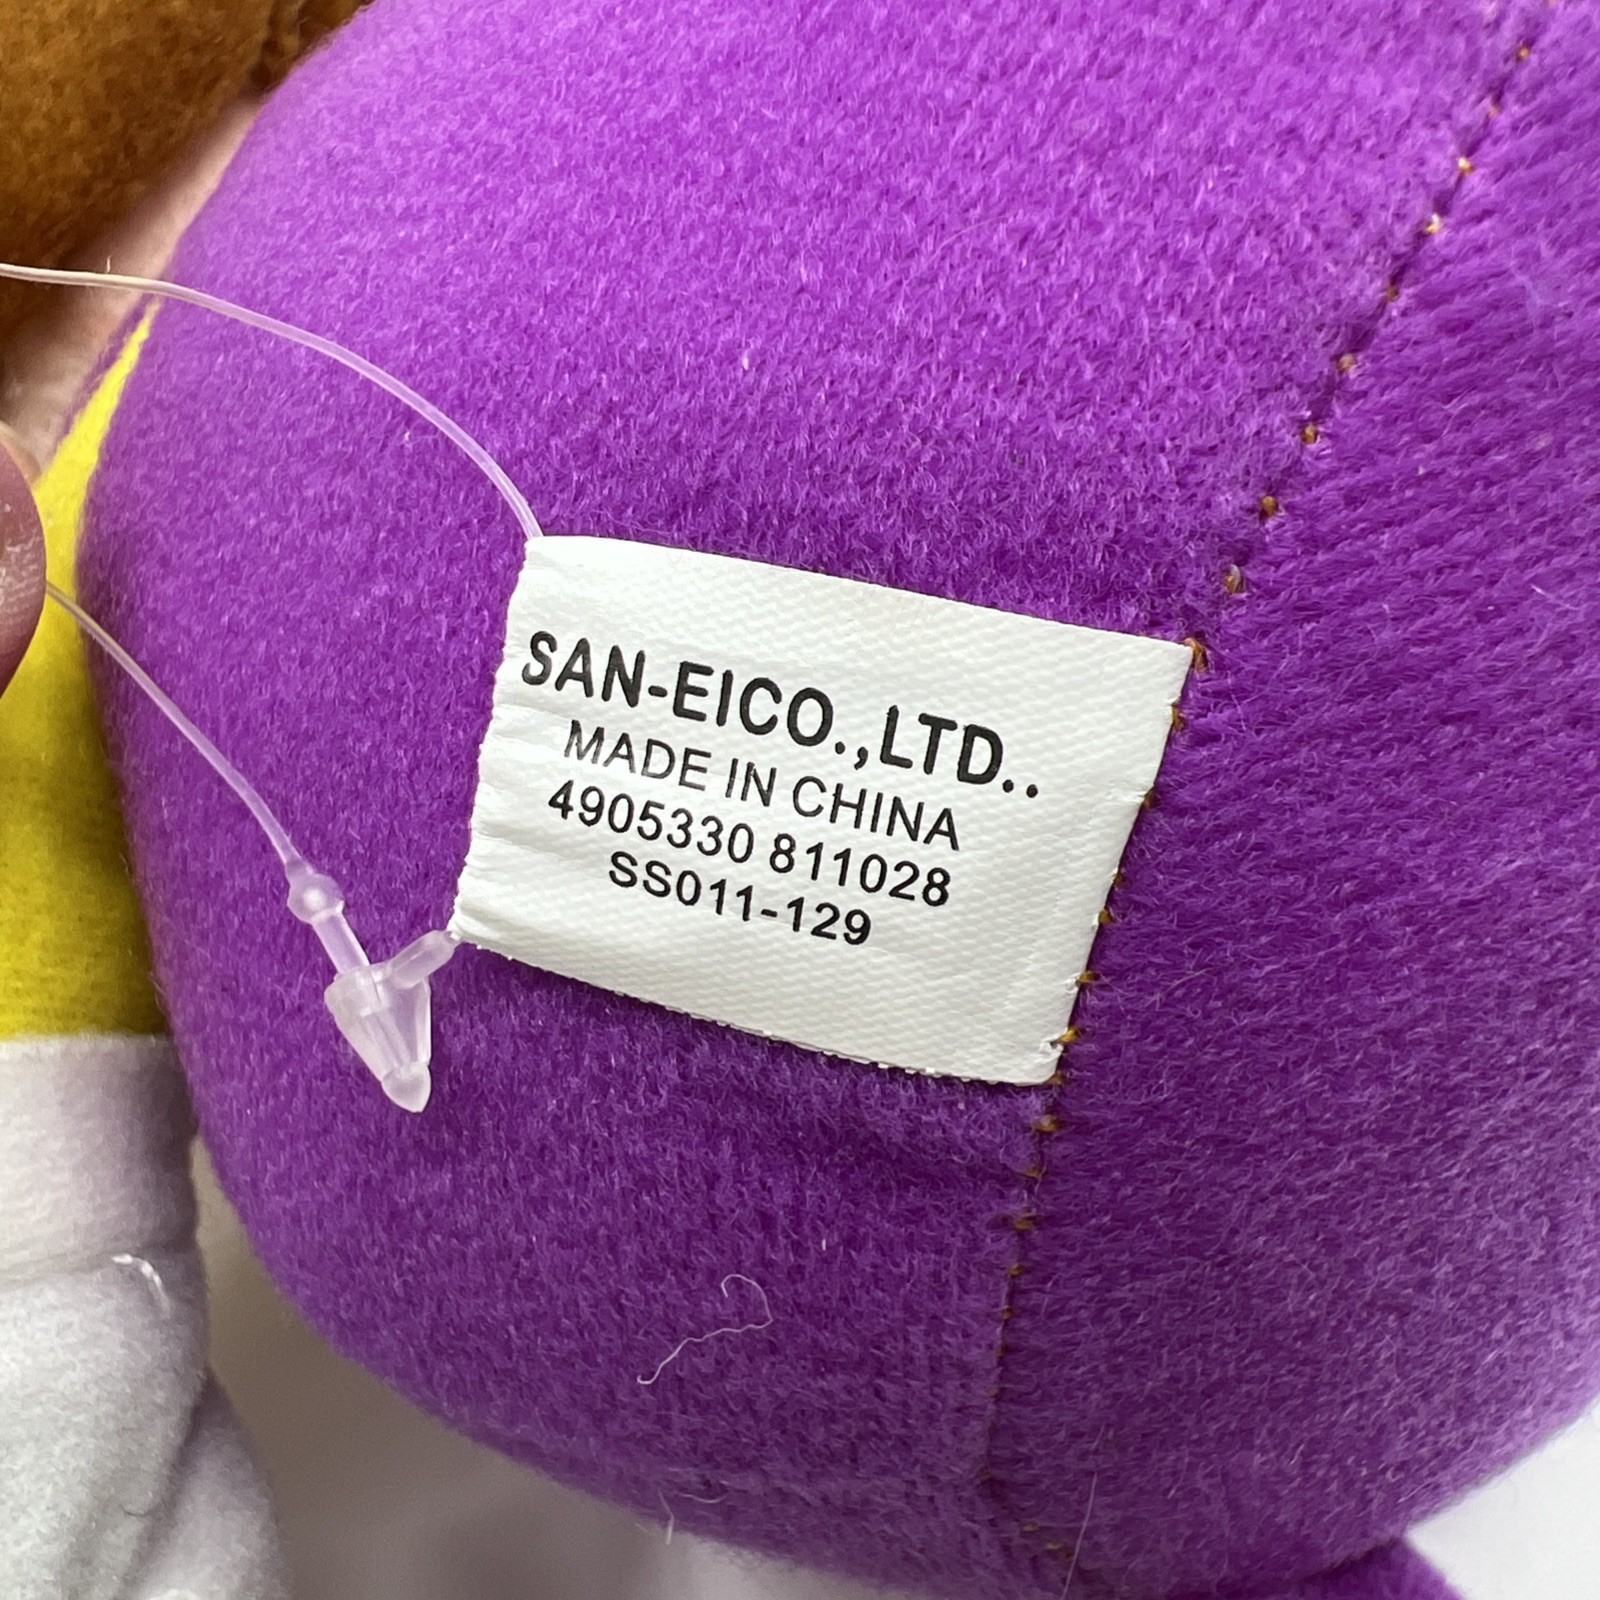 SAN-EICO.,LTD..
MADE IN CHINA
4905330 811028
SS011-129